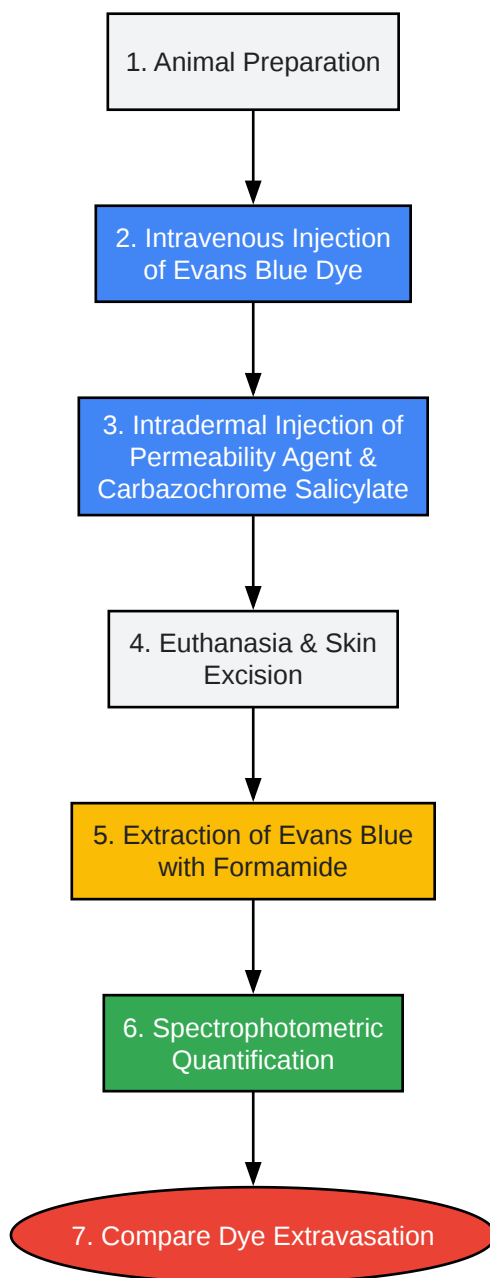 1. Animal Preparation
2. Intravenous Injection
of Evans Blue Dye
3. Intradermal Injection of
Permeability Agent &
Carbazochrome Salicylate
4. Euthanasia & Skin
Excision
5. Extraction of Evans Blue
with Formamide
6. Spectrophotometric
Quantification
7. Compare Dye Extravasation